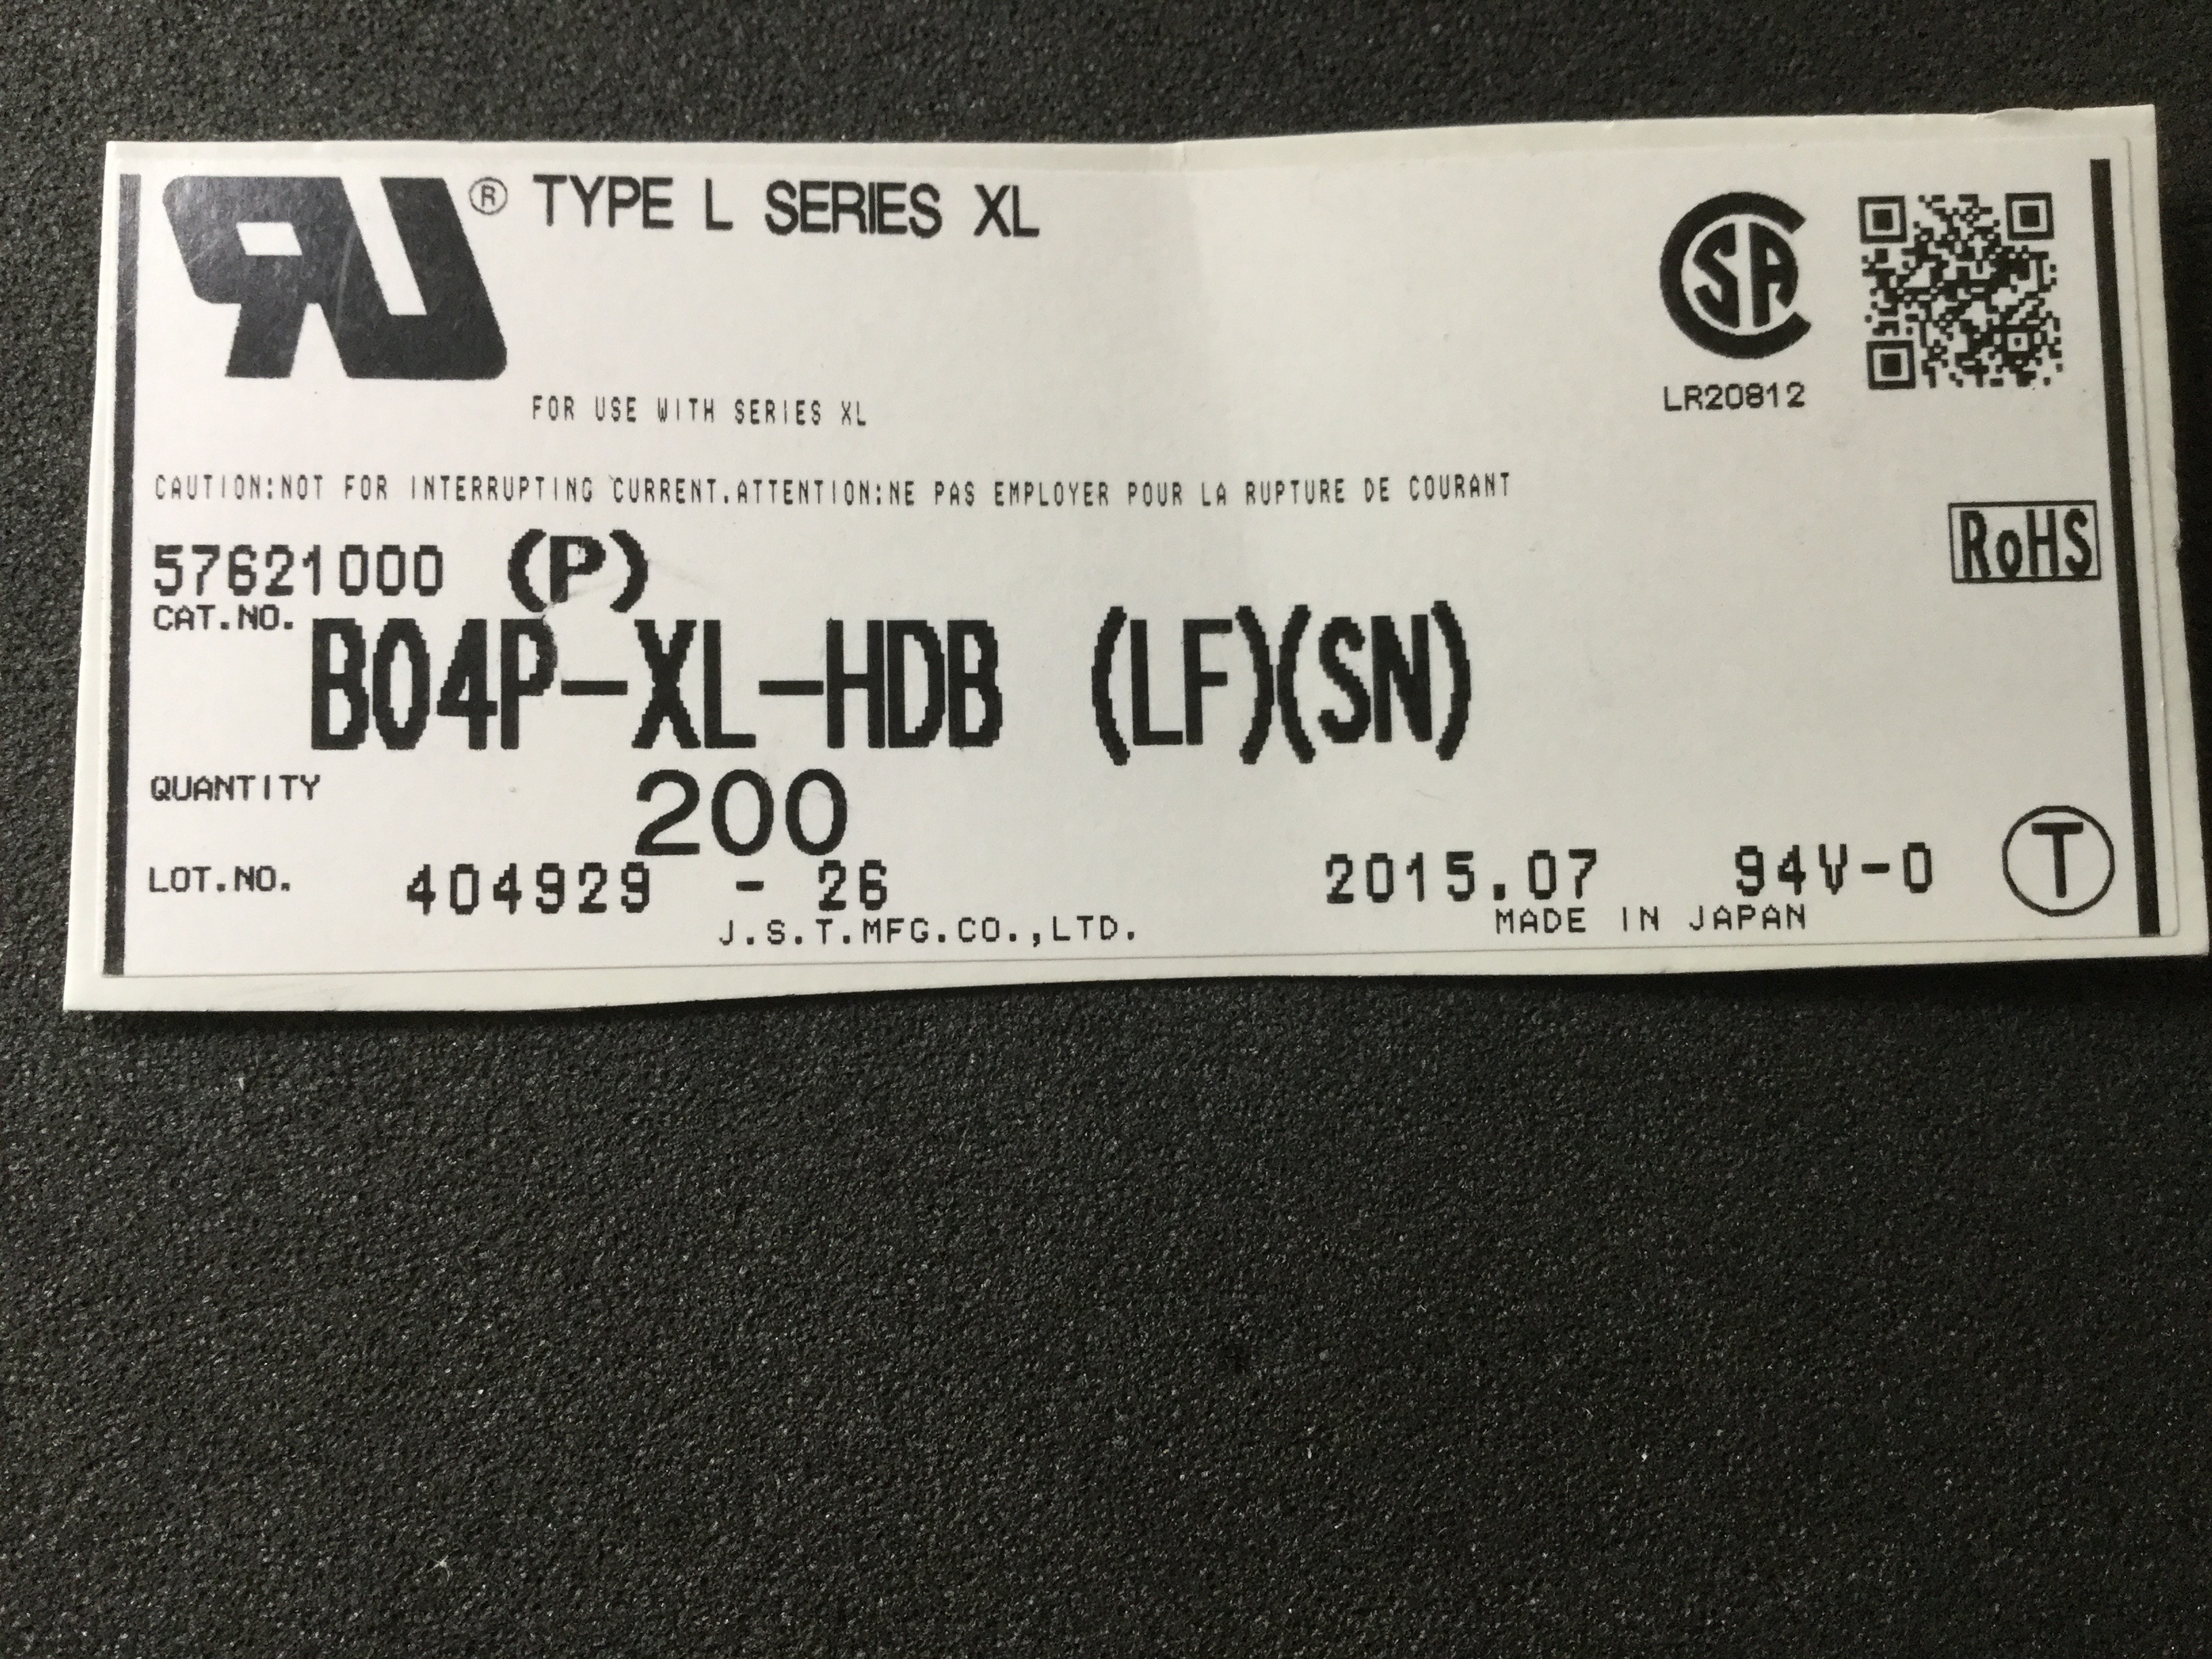 RU® TYPE L SERIES XL
FOR USE WITH SERIES XL
CSA
LR20812
CAUTION:NOT FOR INTERRUPTING CURRENT.ATTENTION:NE PAS EMPLOYER POUR LA RUPTURE DE COURANT
RoHS
57621000 (P)
CAT.NO. B04P-XL-HDB (LF)(SN)
QUANTITY 200
LOT.NO. 404929 - 26 2015.07 94V-0 T
J.S.T.MFG.CO.,LTD. MADE IN JAPAN